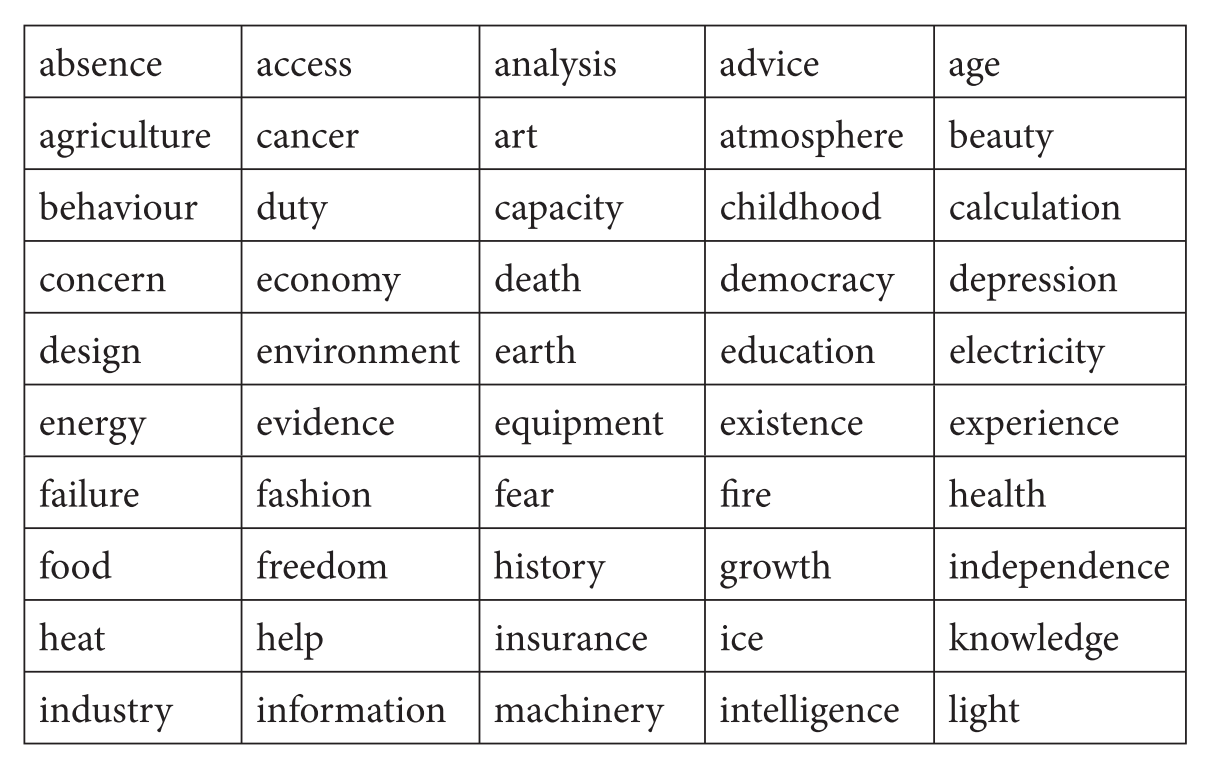 absence access analysis advice age
agriculture cancer art atmosphere beauty
behaviour duty capacity childhood calculation
concern economy death democracy depression
design environment earth education electricity
energy evidence equipment existence experience
failure fashion fear fire health
food freedom history growth independence
heat help insurance ice knowledge
industry information machinery intelligence light